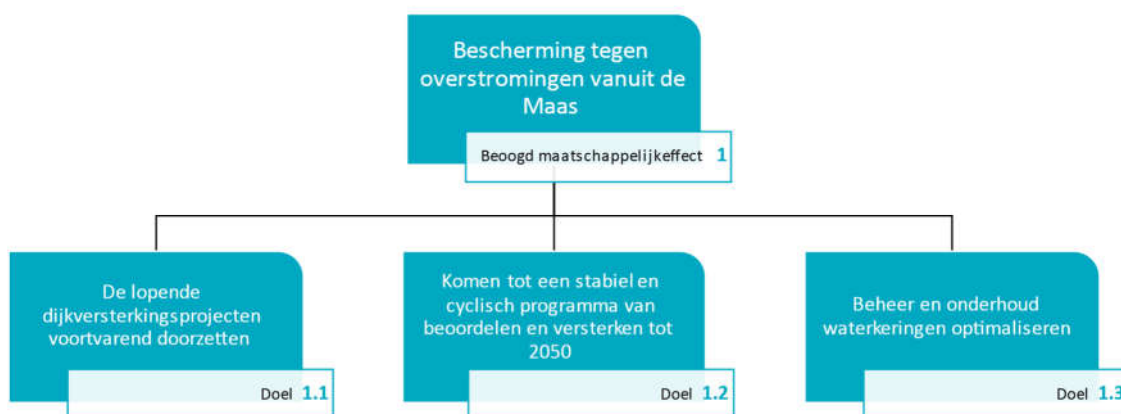 Bescherming tegen
overstromingen vanuit de
Maas
Beoogd maatschappelijkeffect 1
De lopende
dijkversterkingsprojecten
voortvarend doorzetten
Doel 1.1
Komen tot een stabiel en
cyclisch programma van
beoordelen en versterken tot
2050
Doel 1.2
Beheer en onderhoud
waterkeringen optimaliseren
Doel 1.3